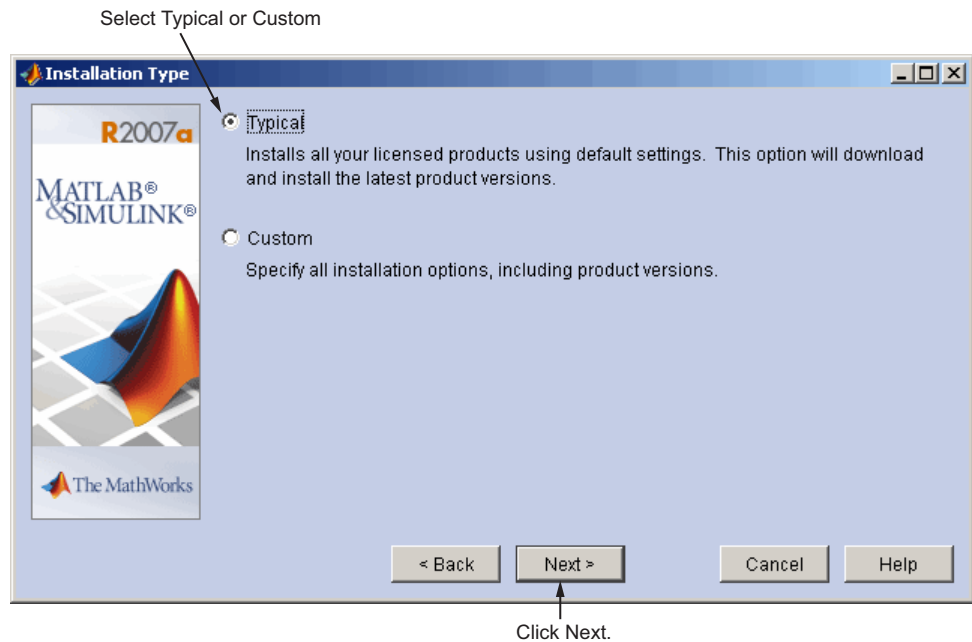 Select Typical or Custom
Installation Type
R2007a
MATLAB®
&SIMULINK®
The MathWorks
Typical
Installs all your licensed products using default settings. This option will download
and install the latest product versions.
Custom
Specify all installation options, including product versions.
< Back
Next >
Cancel
Help
Click Next.